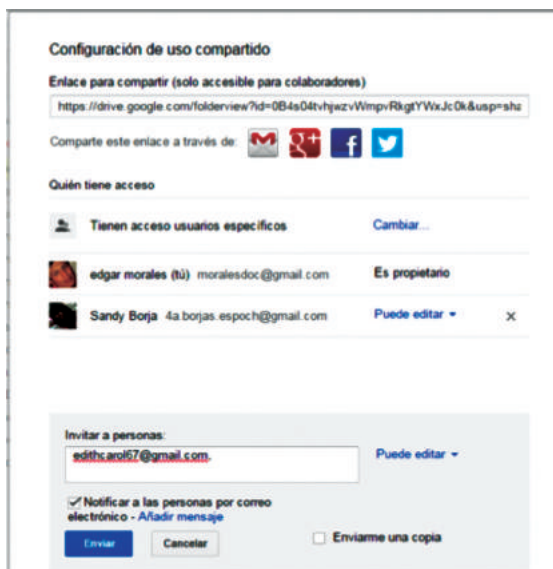 Configuración de uso compartido
Enlace para compartir (solo accesible para colaboradores)
https://drive.google.com/folderview?id=0B4s04tvhjwzvWmpvRkgtYWxJc0k&usp=sha
Comparte este enlace a través de:
Quién tiene acceso
Tienen acceso usuarios específicos Cambiar...
edgar morales (tú) moralesdoc@gmail.com Es propietario
Sandy Borja 4a.borjas.espoch@gmail.com Puede editar
Invitar a personas:
edithcarol67@gmail.com, Puede editar
Notificar a las personas por correo
electrónico - Añadir mensaje
Enviar Cancelar Enviarme una copia